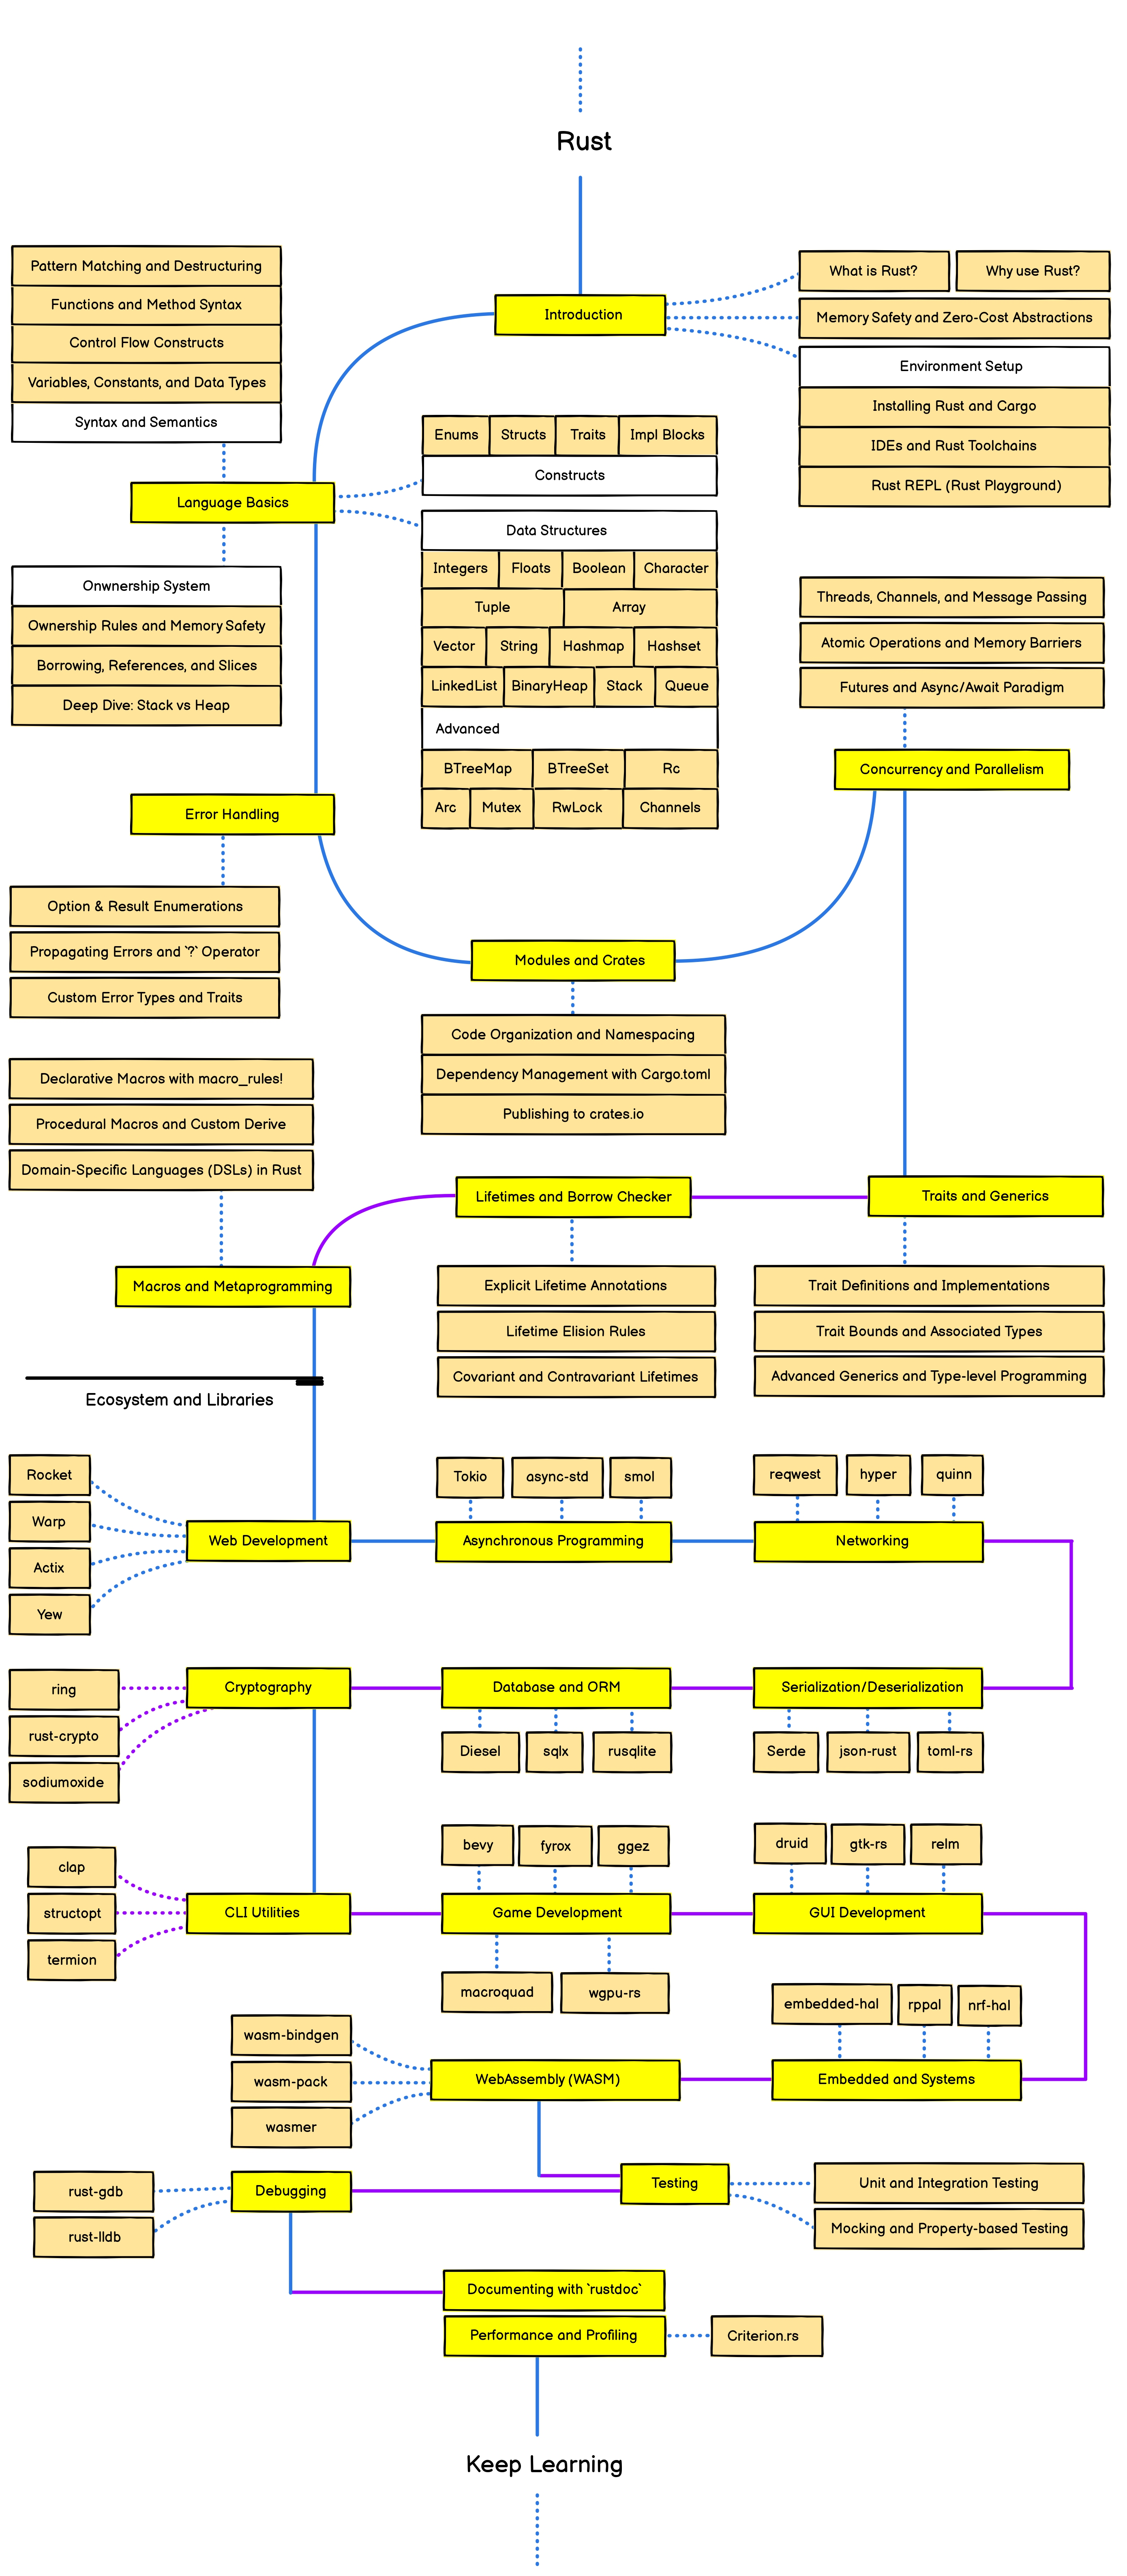 Rust
Introduction
What is Rust?
Why use Rust?
Memory Safety and Zero-Cost Abstractions
Environment Setup
Installing Rust and Cargo
IDEs and Rust Toolchains
Rust REPL (Rust Playground)
Pattern Matching and Destructuring
Functions and Method Syntax
Control Flow Constructs
Variables, Constants, and Data Types
Syntax and Semantics
Language Basics
Onwnership System
Ownership Rules and Memory Safety
Borrowing, References, and Slices
Deep Dive: Stack vs Heap
Enums
Structs
Traits
Impl Blocks
Constructs
Data Structures
Integers
Floats
Boolean
Character
Tuple
Array
Vector
String
Hashmap
Hashset
LinkedList
BinaryHeap
Stack
Queue
Advanced
BTreeMap
BTreeSet
Rc
Arc
Mutex
RwLock
Channels
Error Handling
Option & Result Enumerations
Propagating Errors and `?` Operator
Custom Error Types and Traits
Modules and Crates
Code Organization and Namespacing
Dependency Management with Cargo.toml
Publishing to crates.io
Threads, Channels, and Message Passing
Atomic Operations and Memory Barriers
Futures and Async/Await Paradigm
Concurrency and Parallelism
Traits and Generics
Trait Definitions and Implementations
Trait Bounds and Associated Types
Advanced Generics and Type-level Programming
Lifetimes and Borrow Checker
Explicit Lifetime Annotations
Lifetime Elision Rules
Covariant and Contravariant Lifetimes
Declarative Macros with macro_rules!
Procedural Macros and Custom Derive
Domain-Specific Languages (DSLs) in Rust
Macros and Metaprogramming
Ecosystem and Libraries
Rocket
Warp
Actix
Yew
Web Development
Tokio
async-std
smol
Asynchronous Programming
reqwest
hyper
quinn
Networking
Serialization/Deserialization
Serde
json-rust
toml-rs
Database and ORM
Diesel
sqlx
rusqlite
Cryptography
ring
rust-crypto
sodiumoxide
clap
structopt
termion
CLI Utilities
bevy
fyrox
ggez
Game Development
macroquad
wgpu-rs
druid
gtk-rs
relm
GUI Development
embedded-hal
rppal
nrf-hal
Embedded and Systems
WebAssembly (WASM)
wasm-bindgen
wasm-pack
wasmer
Testing
Unit and Integration Testing
Mocking and Property-based Testing
Debugging
rust-gdb
rust-lldb
Documenting with `rustdoc`
Performance and Profiling
Criterion.rs
Keep Learning